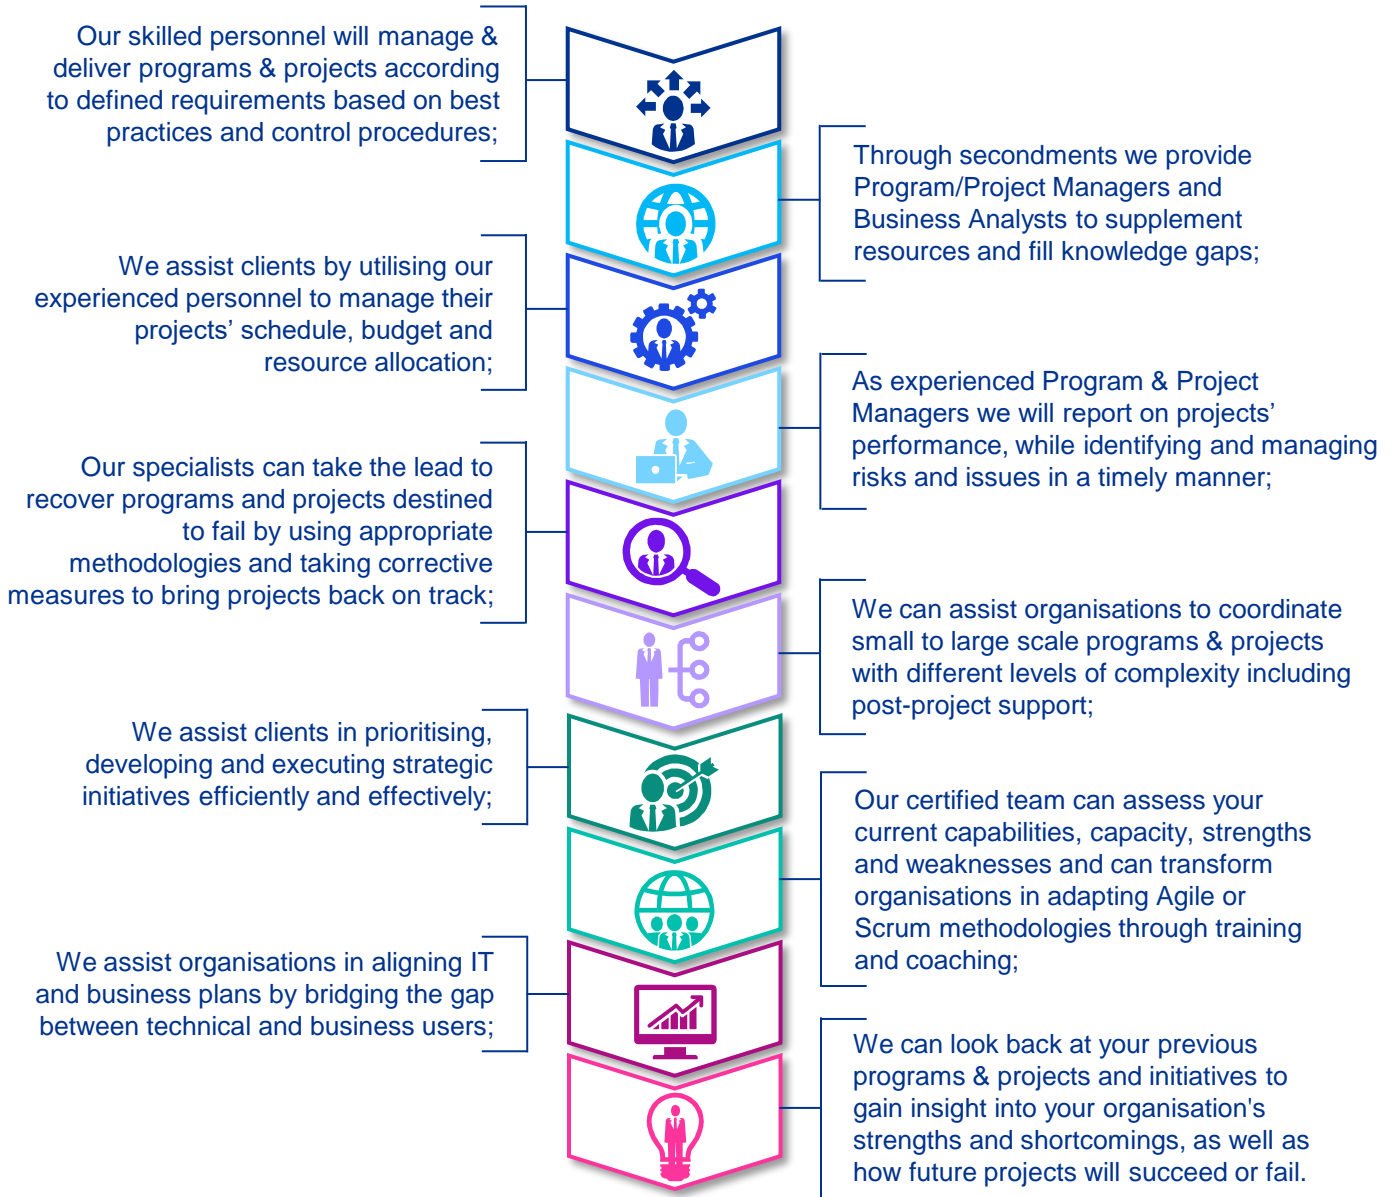 Our skilled personnel will manage &
deliver programs & projects according
to defined requirements based on best
practices and control procedures;
Through secondments we provide
Program/Project Managers and
Business Analysts to supplement
resources and fill knowledge gaps;
We assist clients by utilising our
experienced personnel to manage their
projects’ schedule, budget and
resource allocation;
As experienced Program & Project
Managers we will report on projects’
performance, while identifying and managing
risks and issues in a timely manner;
Our specialists can take the lead to
recover programs and projects destined
to fail by using appropriate
methodologies and taking corrective
measures to bring projects back on track;
We can assist organisations to coordinate
small to large scale programs & projects
with different levels of complexity including
post-project support;
We assist clients in prioritising,
developing and executing strategic
initiatives efficiently and effectively;
Our certified team can assess your
current capabilities, capacity, strengths
and weaknesses and can transform
organisations in adapting Agile or
Scrum methodologies through training
and coaching;
We assist organisations in aligning IT
and business plans by bridging the gap
between technical and business users;
We can look back at your previous
programs & projects and initiatives to
gain insight into your organisation's
strengths and shortcomings, as well as
how future projects will succeed or fail.